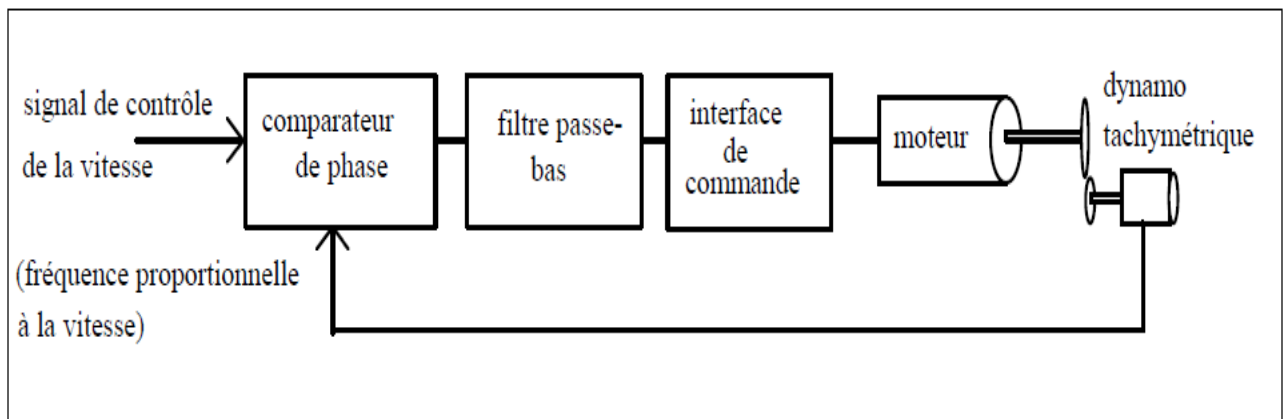 signal de contrôle
de la vitesse
comparateur
de phase
filtre passe-
bas
interface
de
commande
moteur
dynamo
tachymétrique
(fréquence proportionnelle
à la vitesse)